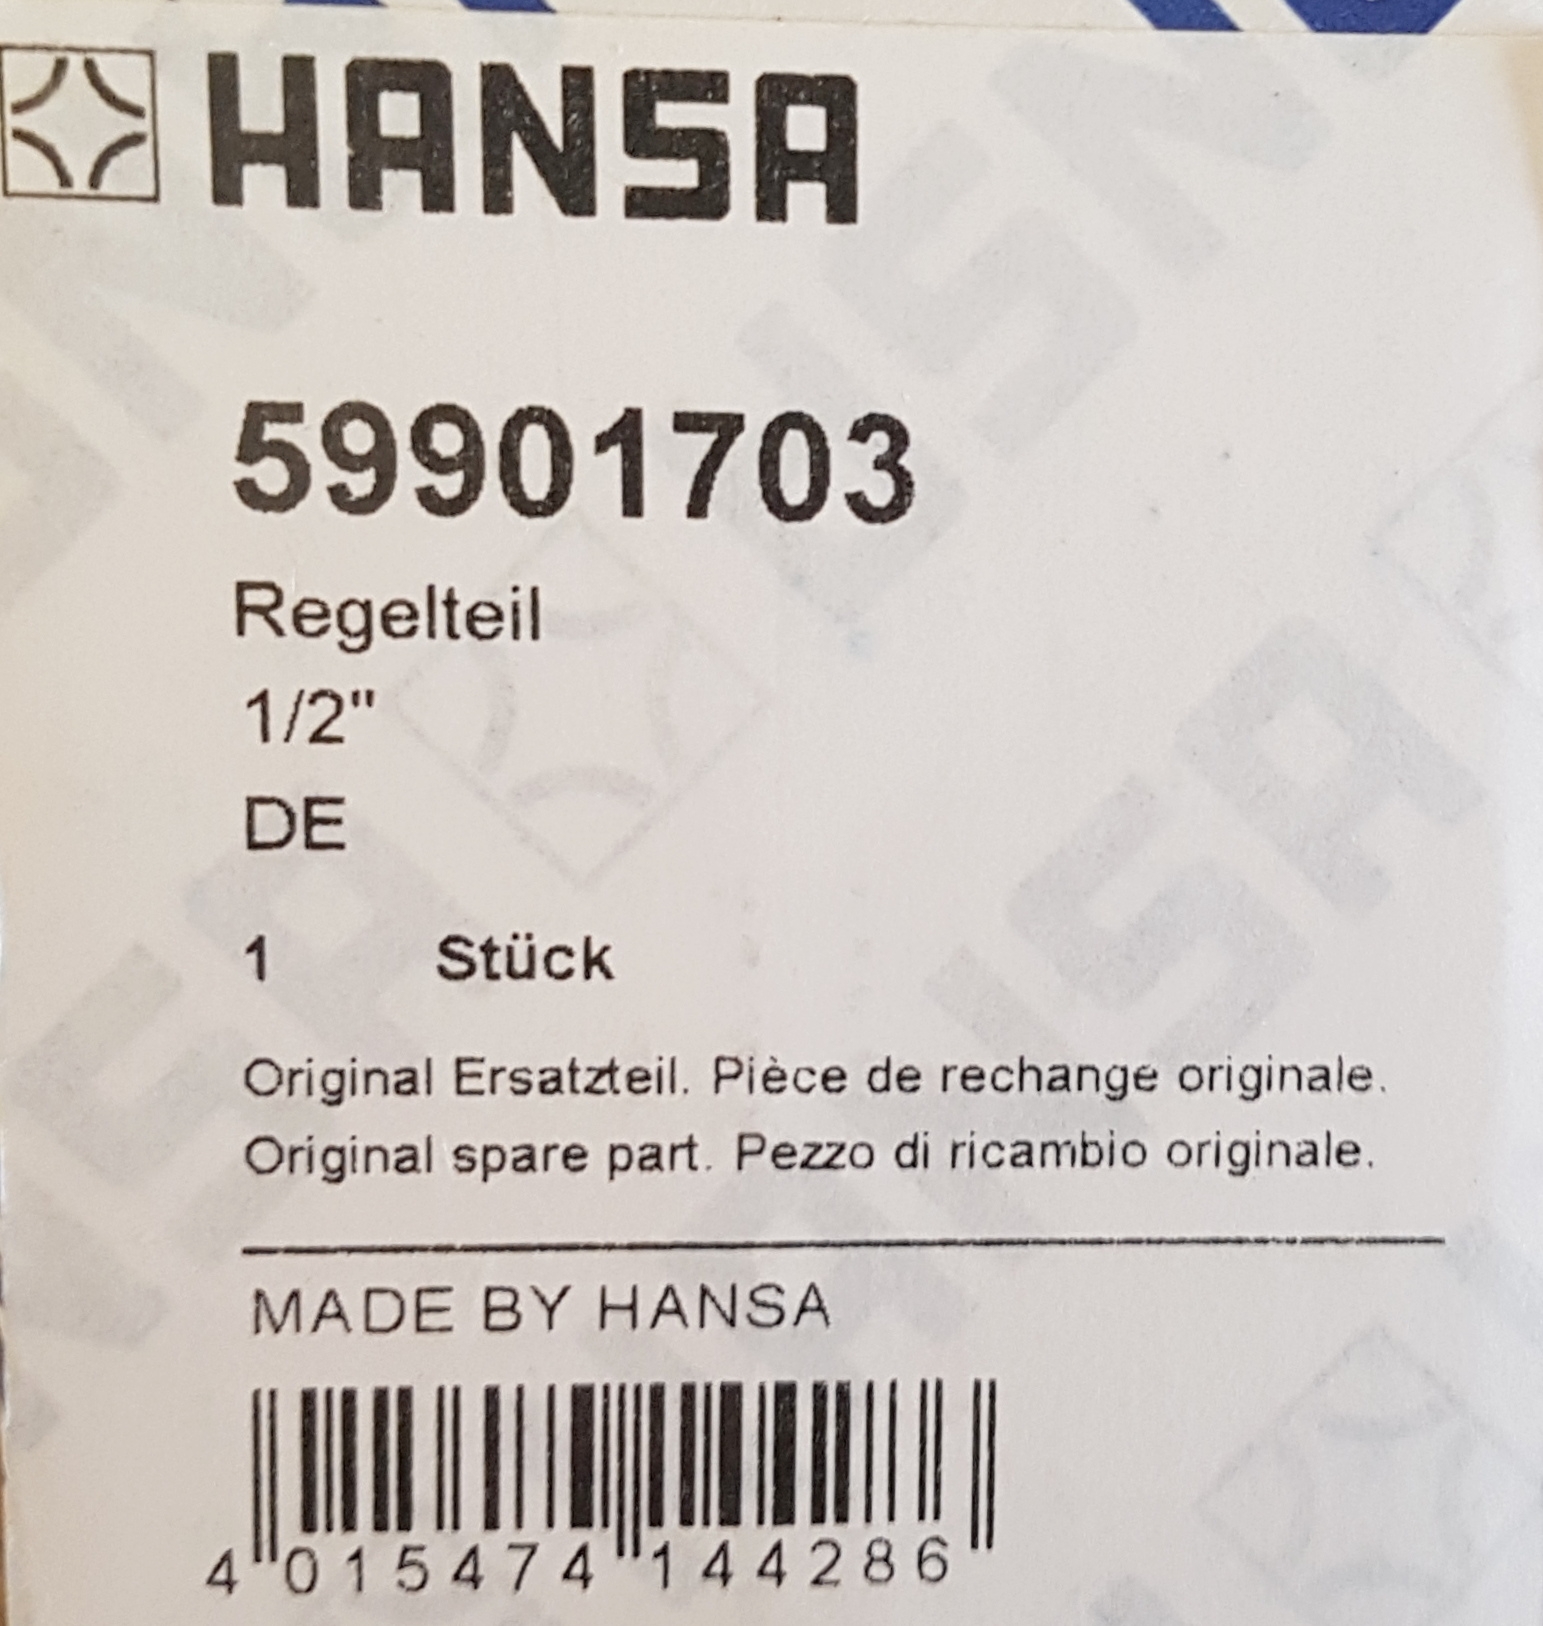 HANSA
59901703
Regelteil
1/2"
DE
1 Stück
Original Ersatzteil. Pièce de rechange originale.
Original spare part. Pezzo di ricambio originale.
MADE BY HANSA
4 015474 144286